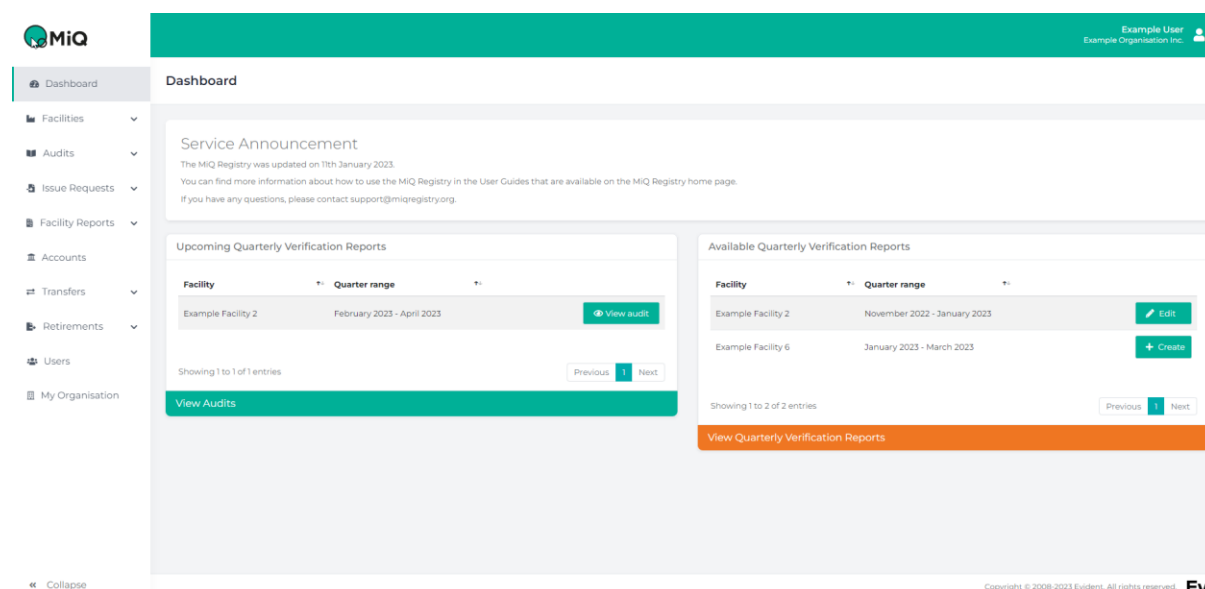 MiQ
Example User
Example Organisation Inc.
Dashboard
Facilities
Audits
Issue Requests
Facility Reports
Accounts
Transfers
Retirements
Users
My Organisation
Collapse
Dashboard
Service Announcement
The MiQ Registry was updated on 11th January 2023.
You can find more information about how to use the MiQ Registry in the User Guides that are available on the MiQ Registry home page.
If you have any questions, please contact support@miqregistry.org.
Upcoming Quarterly Verification Reports
Facility Quarter range
Example Facility 2 February 2023 - April 2023 View audit
Showing 1 to 1 of 1 entries Previous 1 Next
View Audits
Available Quarterly Verification Reports
Facility Quarter range
Example Facility 2 November 2022 - January 2023 Edit
Example Facility 6 January 2023 - March 2023 Create
Showing 1 to 2 of 2 entries Previous 1 Next
View Quarterly Verification Reports
Copyright © 2008-2023 Evident. All rights reserved.